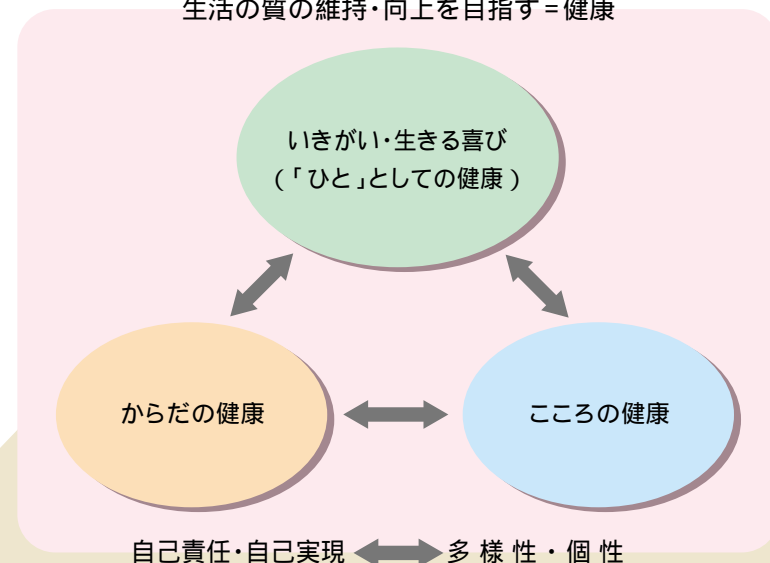 生活の質の維持・向上を目指す=健康
いきがい・生きる喜び
(「ひと」としての健康)
からだの健康
こころの健康
自己責任・自己実現
多様性・個性